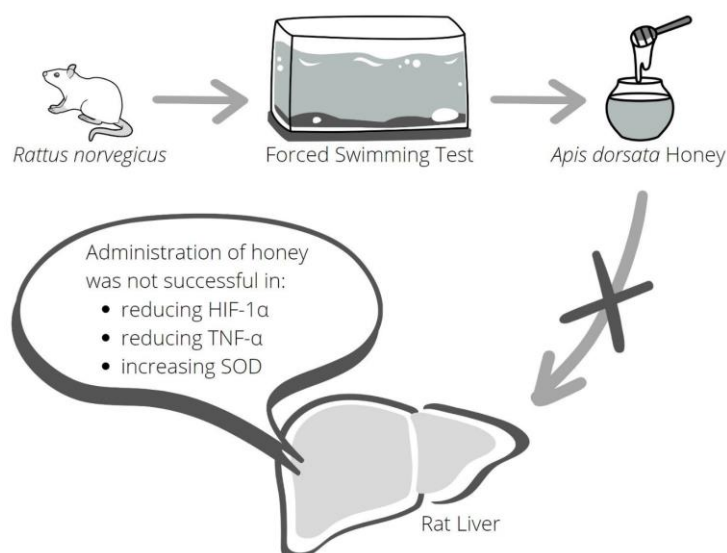 Rattus norvegicus
Forced Swimming Test
Apis dorsata Honey
Administration of honey
was not successful in:
• reducing HIF-1α
• reducing TNF-α
• increasing SOD
Rat Liver